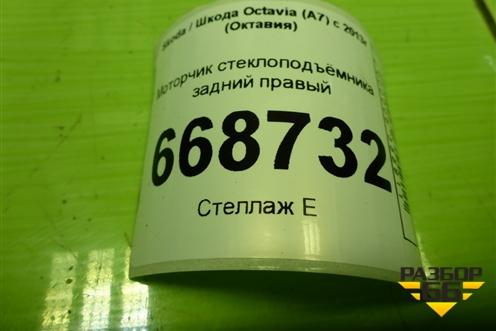 Skoda / Шкода Octavia (A7) с 2013г
(Октавия)
Моторчик стеклоподъёмника
задний правый
668732
Стеллаж Е
РАЗБОР
66